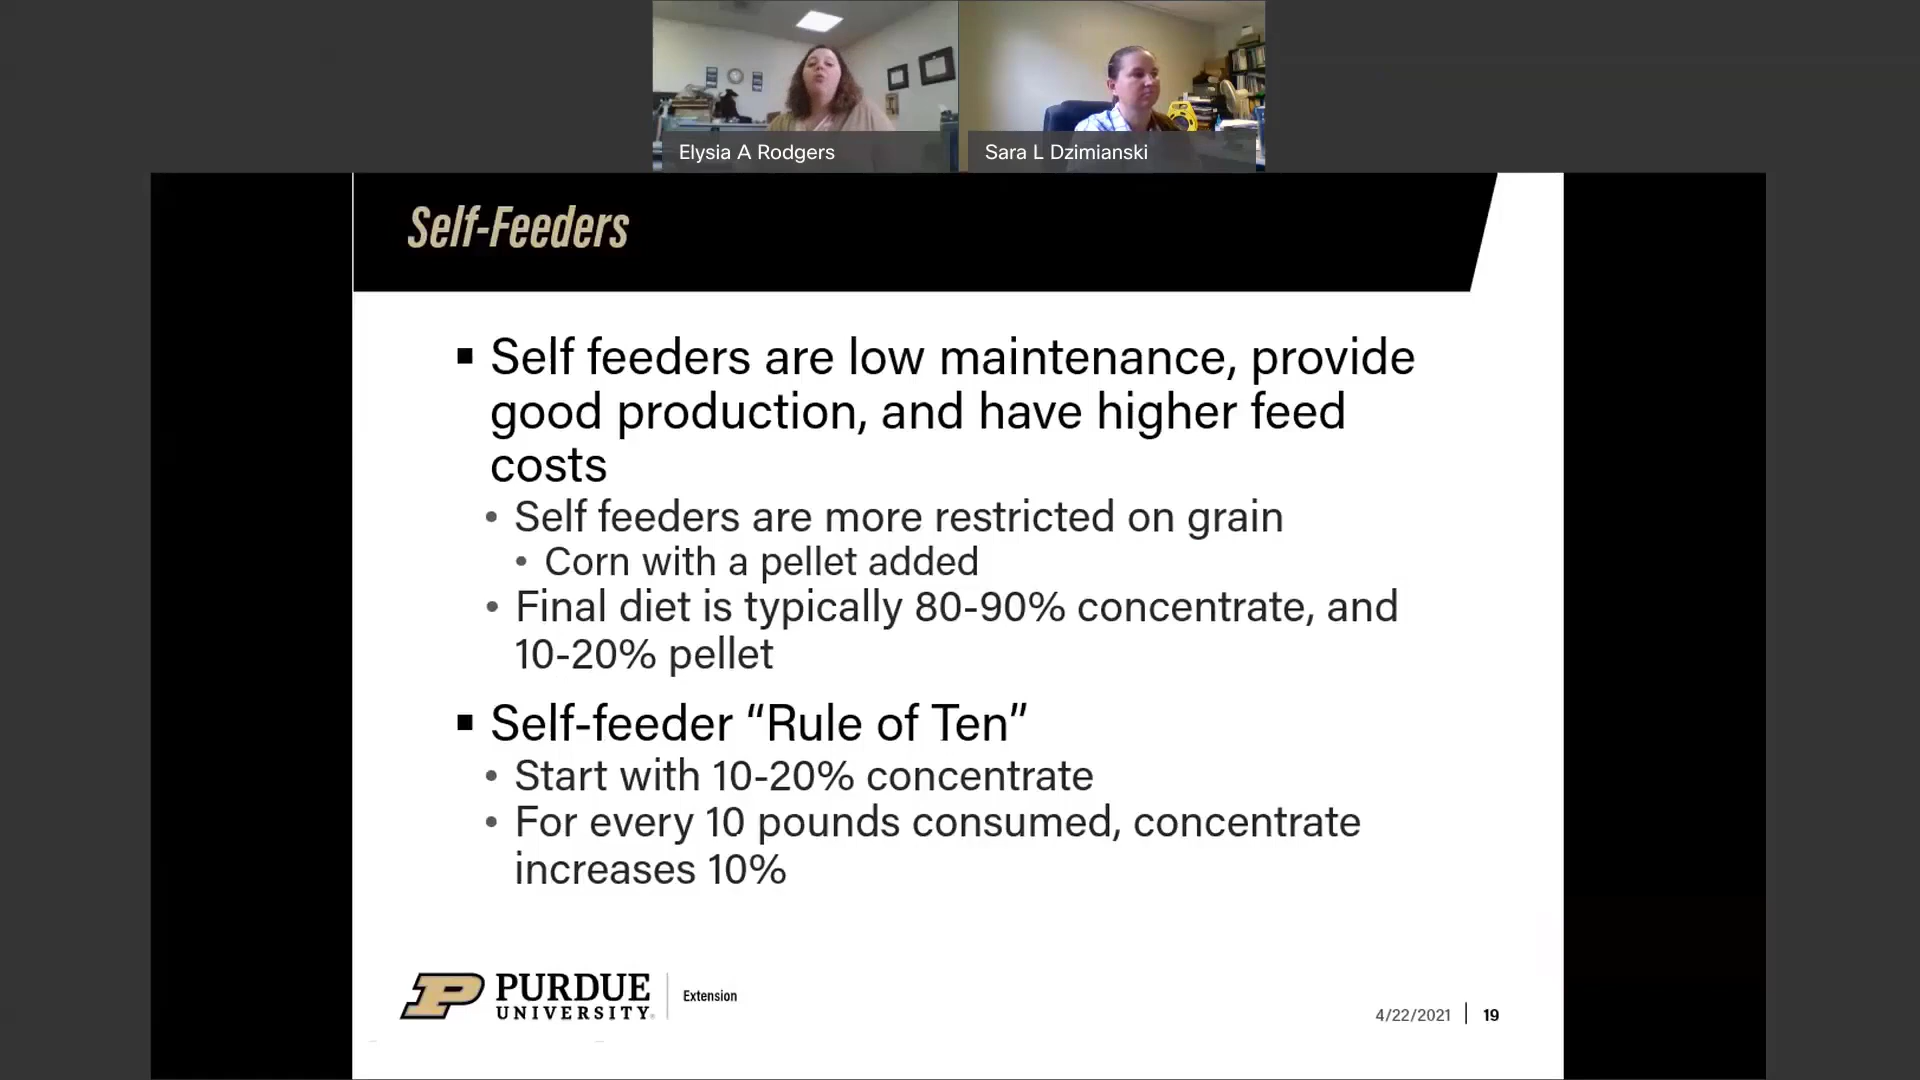 Elysia A Rodgers
Sara L Dzimianski
Self-Feeders
Self feeders are low maintenance, provide
good production, and have higher feed
costs
Self feeders are more restricted on grain
Corn with a pellet added
Final diet is typically 80-90% concentrate, and
10-20% pellet
Self-feeder “Rule of Ten”
Start with 10-20% concentrate
For every 10 pounds consumed, concentrate
increases 10%
PURDUE
UNIVERSITY
Extension
4/22/2021 | 19